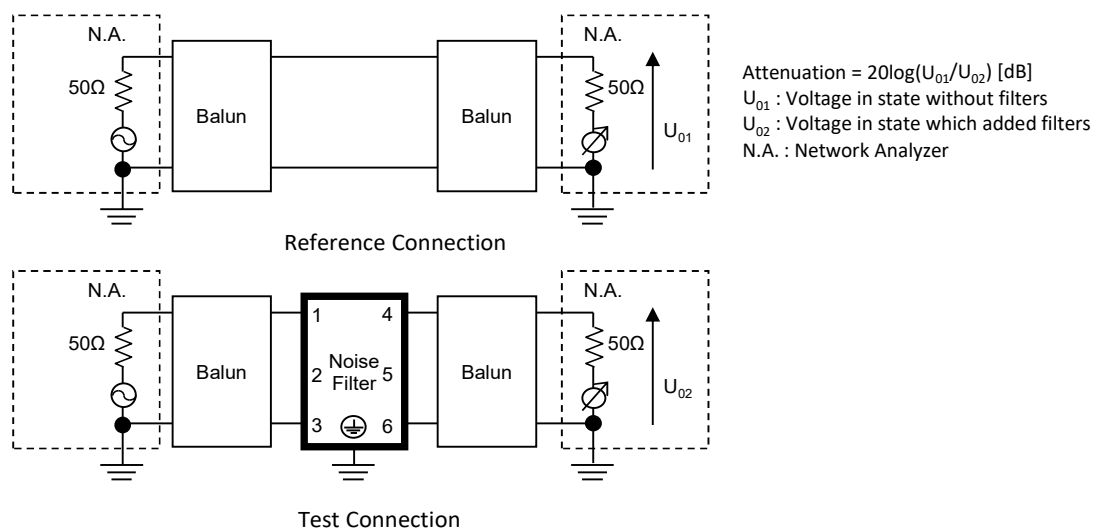 N.A.
N.A.
50Ω
Balun
Balun
50Ω
U01
Attenuation = 20log(U01/U02) [dB]
U01 : Voltage in state without filters
U02 : Voltage in state which added filters
N.A. : Network Analyzer
Reference Connection
N.A.
N.A.
1
4
50Ω
Balun
2
Noise
Filter
5
Balun
50Ω
U02
3
6
Test Connection